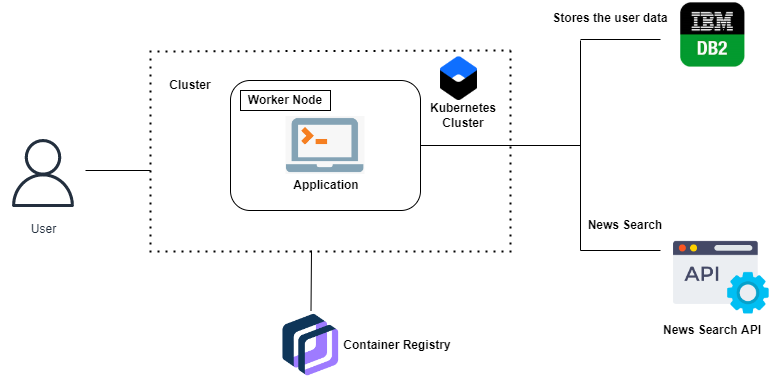 Stores the user data
IBM
DB2
Cluster
Worker Node
Kubernetes
Cluster
Application
User
News Search
API
News Search API
Container Registry